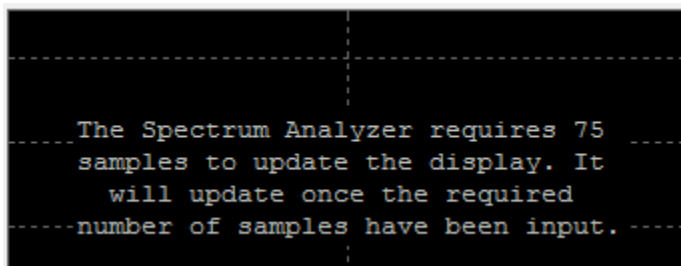 The Spectrum Analyzer requires 75
samples to update the display. It
will update once the required
number of samples have been input.